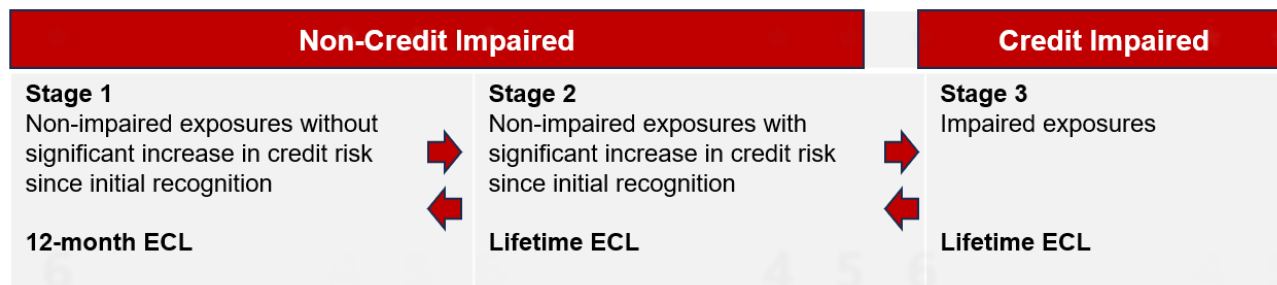 Non-Credit Impaired
Credit Impaired
Stage 1
Non-impaired exposures without
significant increase in credit risk
since initial recognition
12-month ECL
Stage 2
Non-impaired exposures with
significant increase in credit risk
since initial recognition
Lifetime ECL
Stage 3
Impaired exposures
Lifetime ECL